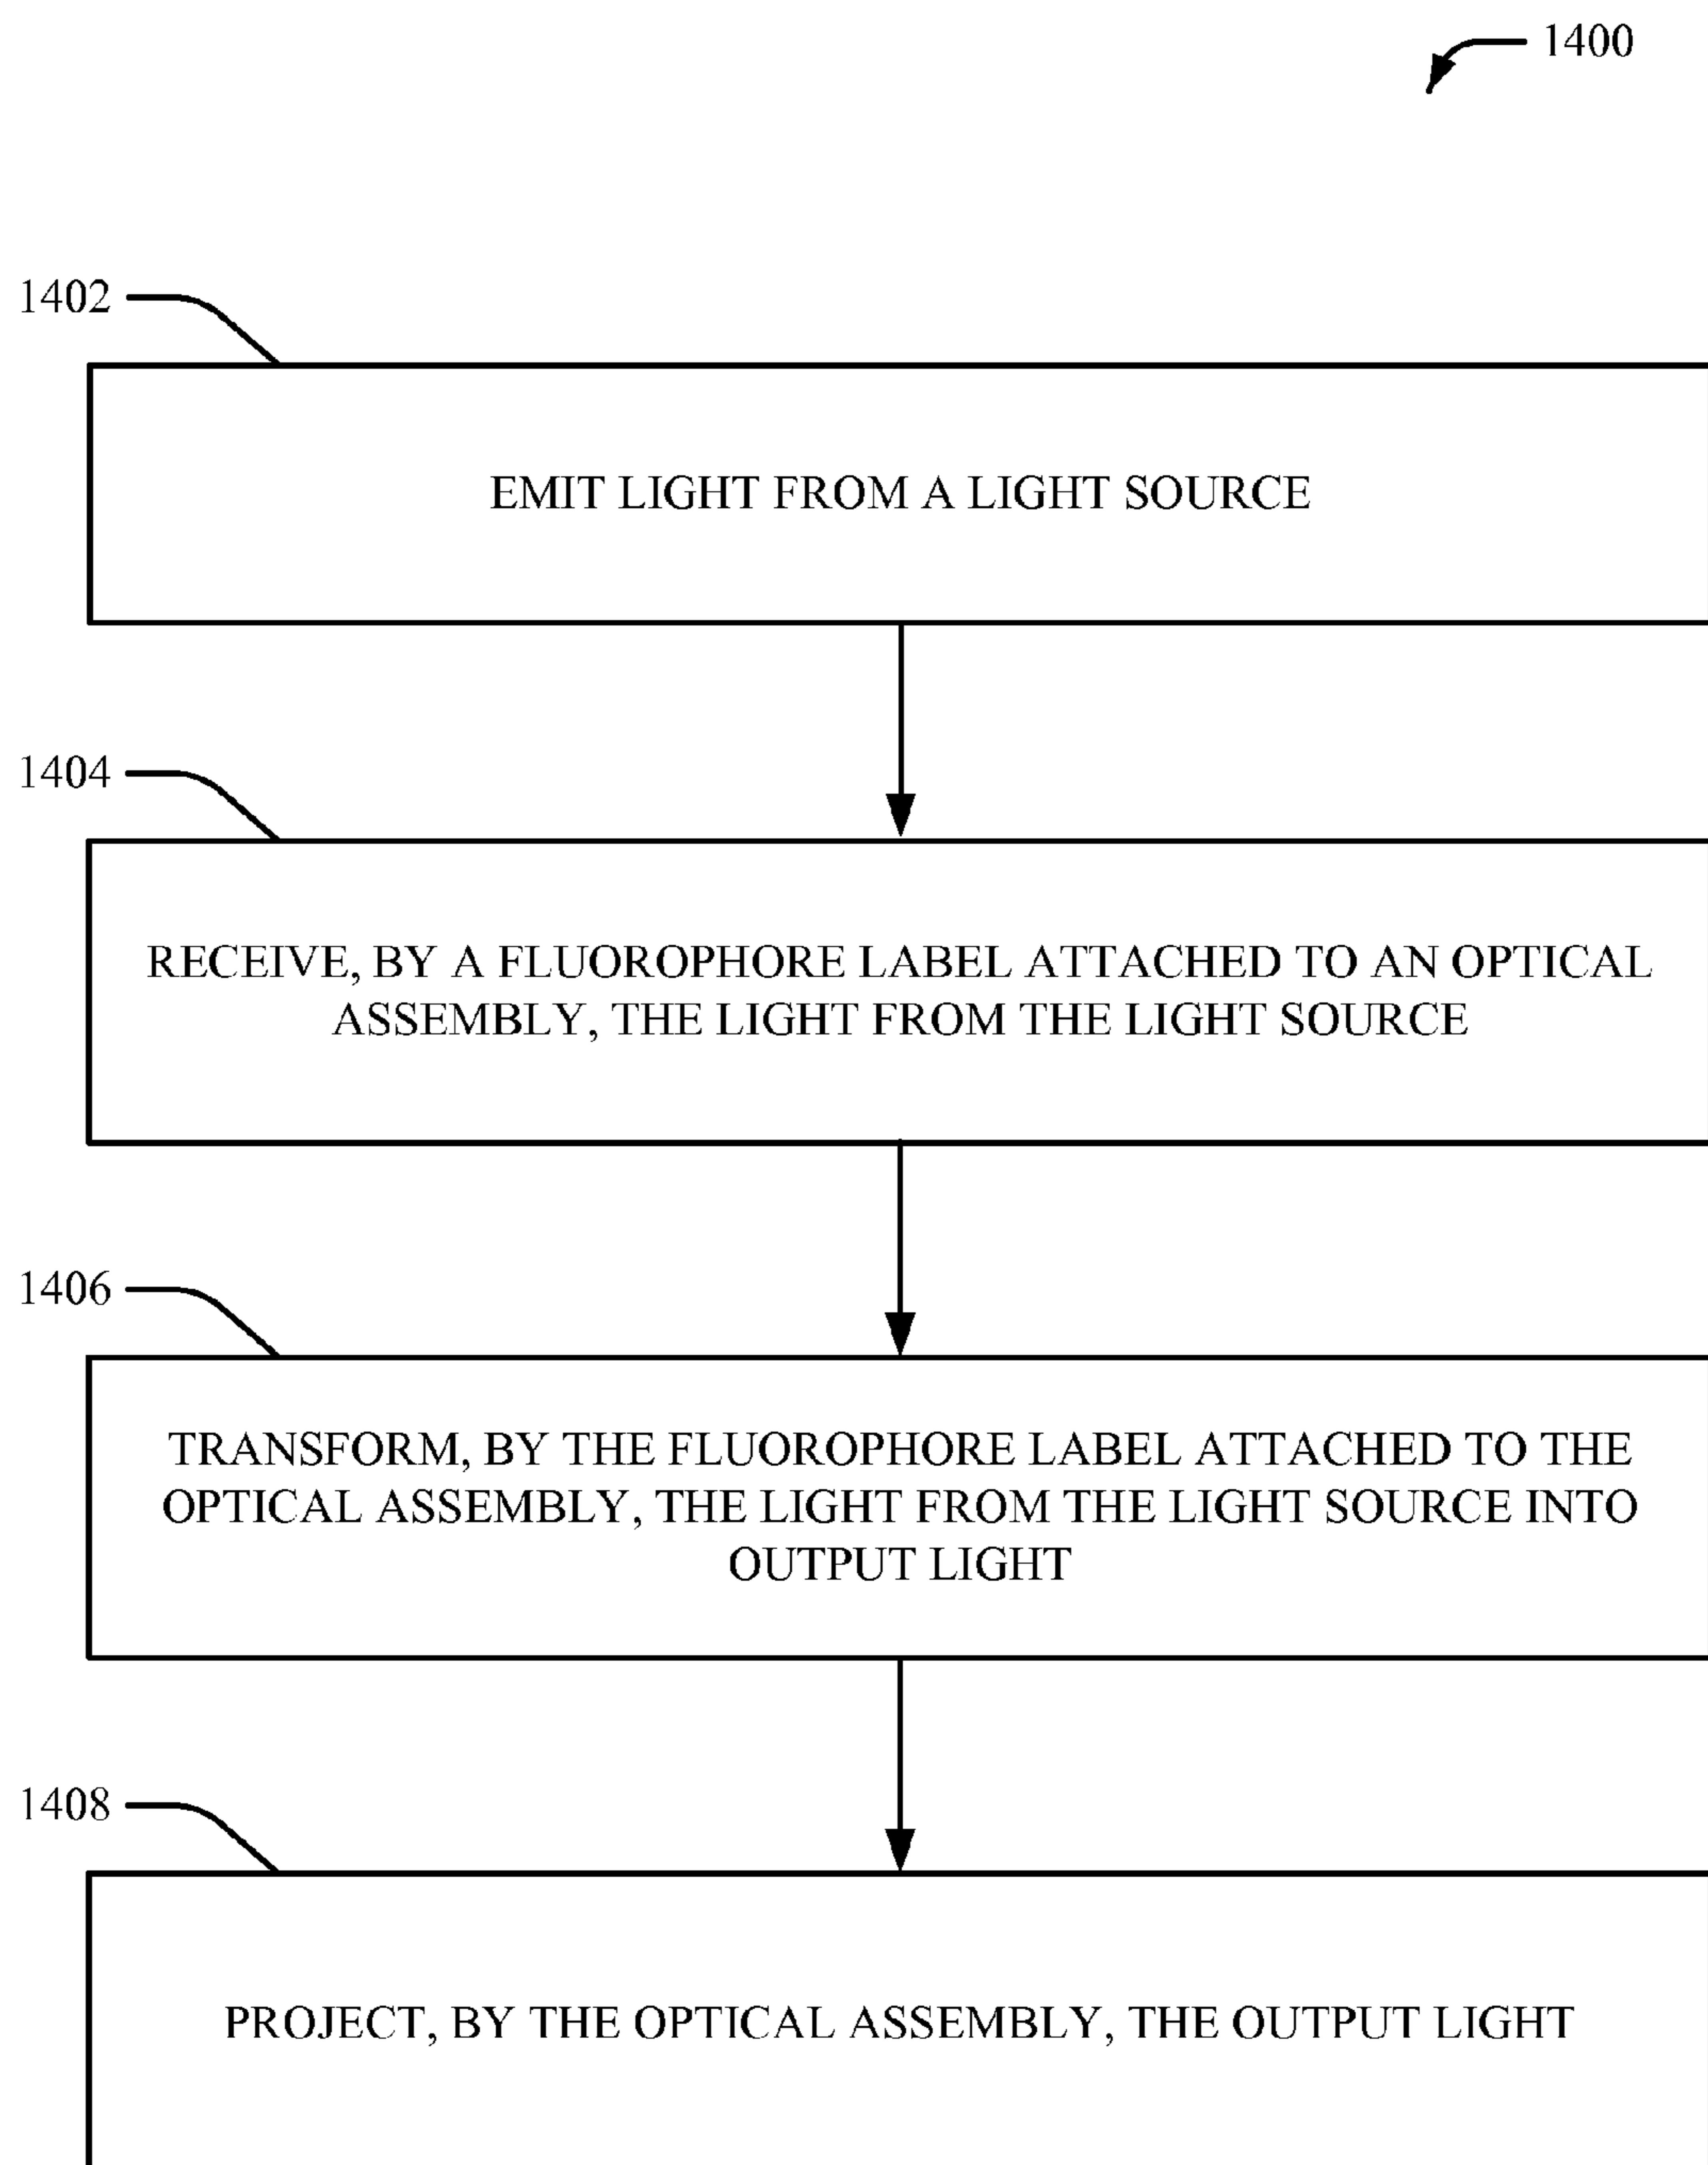 1400
1402
EMIT LIGHT FROM A LIGHT SOURCE
1404
RECEIVE, BY A FLUOROPHORE LABEL ATTACHED TO AN OPTICAL
ASSEMBLY, THE LIGHT FROM THE LIGHT SOURCE
1406
TRANSFORM, BY THE FLUOROPHORE LABEL ATTACHED TO THE
OPTICAL ASSEMBLY, THE LIGHT FROM THE LIGHT SOURCE INTO
OUTPUT LIGHT
1408
PROJECT, BY THE OPTICAL ASSEMBLY, THE OUTPUT LIGHT